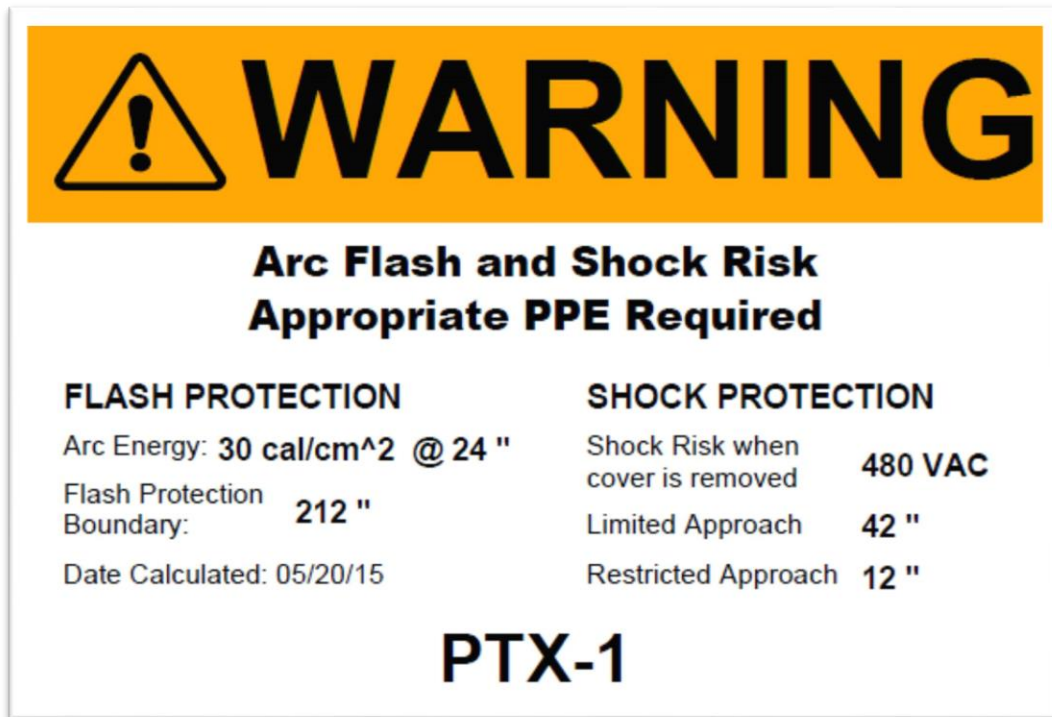 WARNING
Arc Flash and Shock Risk
Appropriate PPE Required
FLASH PROTECTION
Arc Energy: 30 cal/cm^2 @ 24 "
Flash Protection
Boundary: 212 "
Date Calculated: 05/20/15
SHOCK PROTECTION
Shock Risk when
cover is removed 480 VAC
Limited Approach 42 "
Restricted Approach 12 "
PTX-1